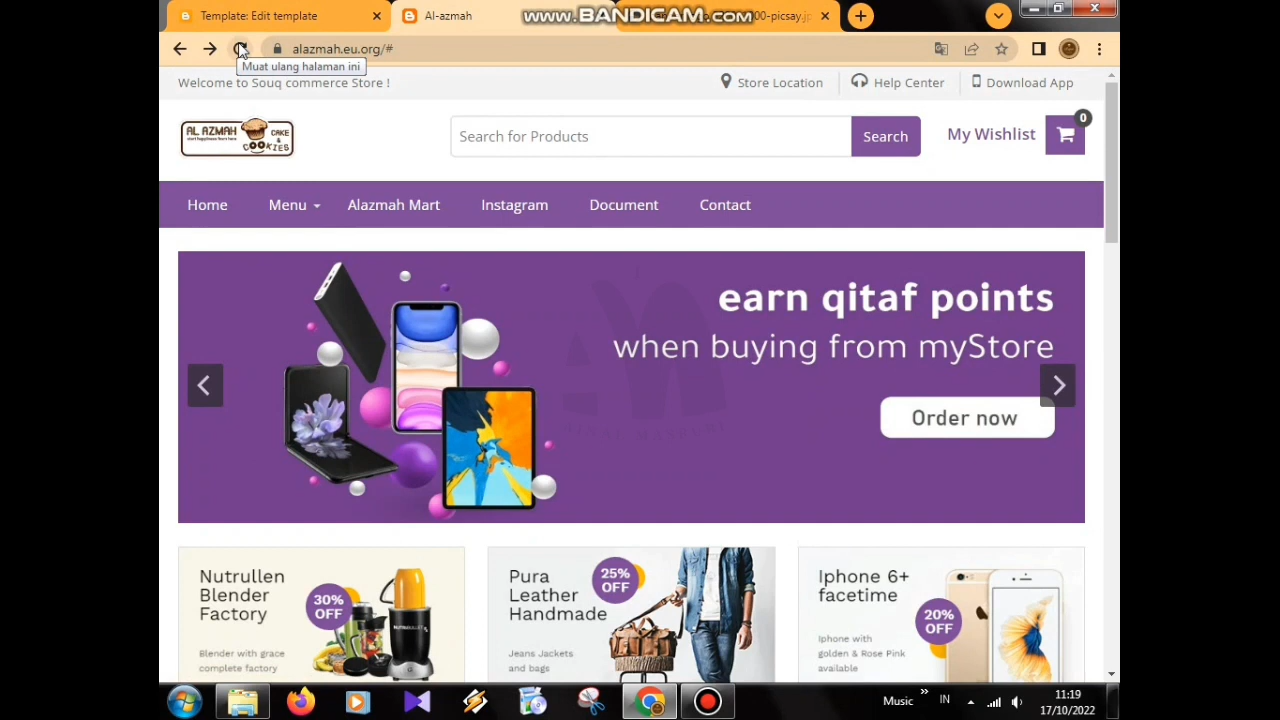 Template: Edit template
Al-azmah
www.BANDICAM.com
00-picsay.j
alazmah.eu.org/#
Muat ulang halaman ini
Welcome to Souq commerce Store !
Store Location
Help Center
Download App
AL AZMAH
CAKE
&
COOKIES
Search for Products
Search
My Wishlist
0
Home
Menu
Alazmah Mart
Instagram
Document
Contact
earn qitaf points
when buying from myStore
Order now
Nutrullen
Blender
Factory
30%
OFF
Blender with grace
complete factory
Pura
Leather
Handmade
25%
OFF
Jeans Jackets
and bags
Iphone 6+
facetime
20%
OFF
Iphone with
golden & Rose Pink
available
Music
IN
11:19
17/10/2022